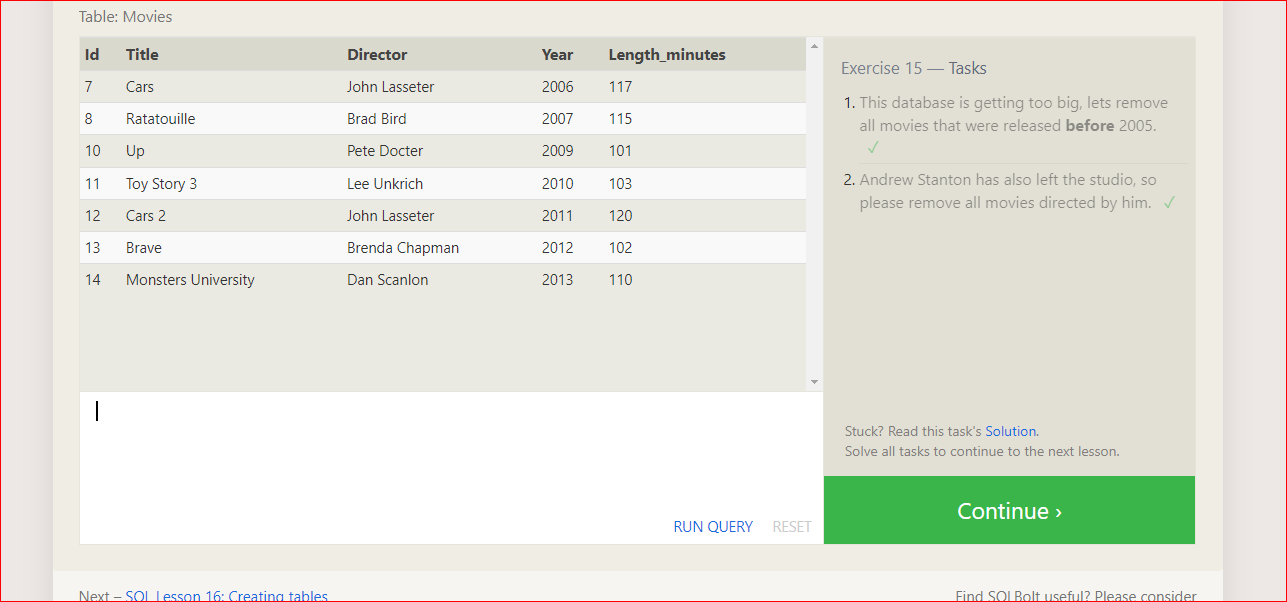 Table: Movies
Id Title Director Year Length_minutes
7 Cars John Lasseter 2006 117
8 Ratatouille Brad Bird 2007 115
10 Up Pete Docter 2009 101
11 Toy Story 3 Lee Unkrich 2010 103
12 Cars 2 John Lasseter 2011 120
13 Brave Brenda Chapman 2012 102
14 Monsters University Dan Scanlon 2013 110
RUN QUERY RESET
Exercise 15 — Tasks
1. This database is getting too big, lets remove
all movies that were released before 2005.
✓
2. Andrew Stanton has also left the studio, so
please remove all movies directed by him. ✓
Stuck? Read this task's Solution.
Solve all tasks to continue to the next lesson.
Continue ›
Next – SQL Lesson 16: Creating tables
Find SQLBolt useful? Please consider